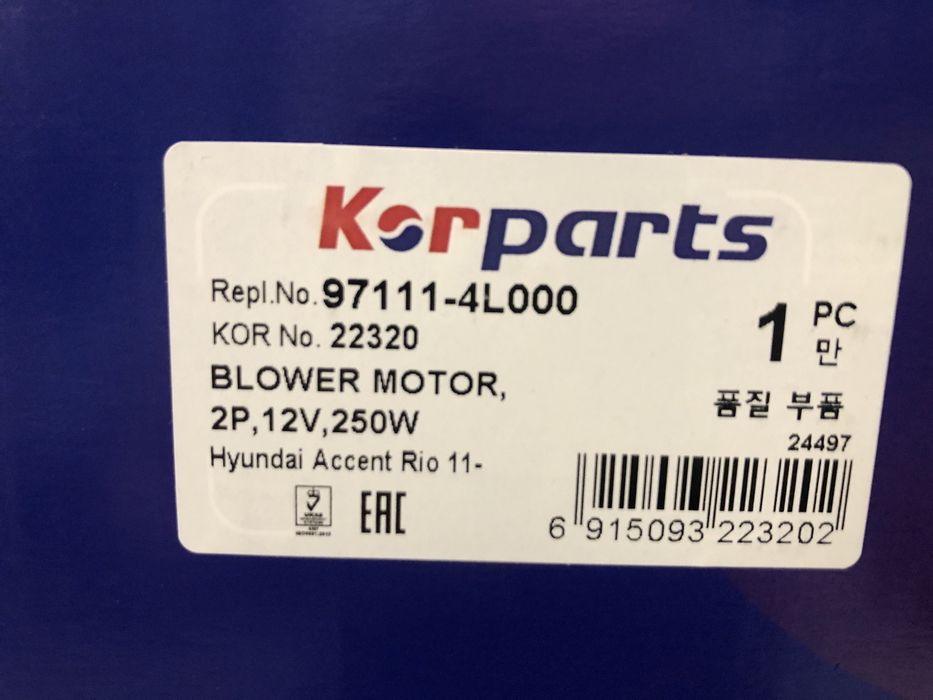 Korparts
Repl.No. 97111-4L000
KOR No. 22320
BLOWER MOTOR,
2P,12V,250W
Hyundai Accent Rio 11-
1 PC
만
품질 부품
24497
6 915093 223202
UKAS
EAC